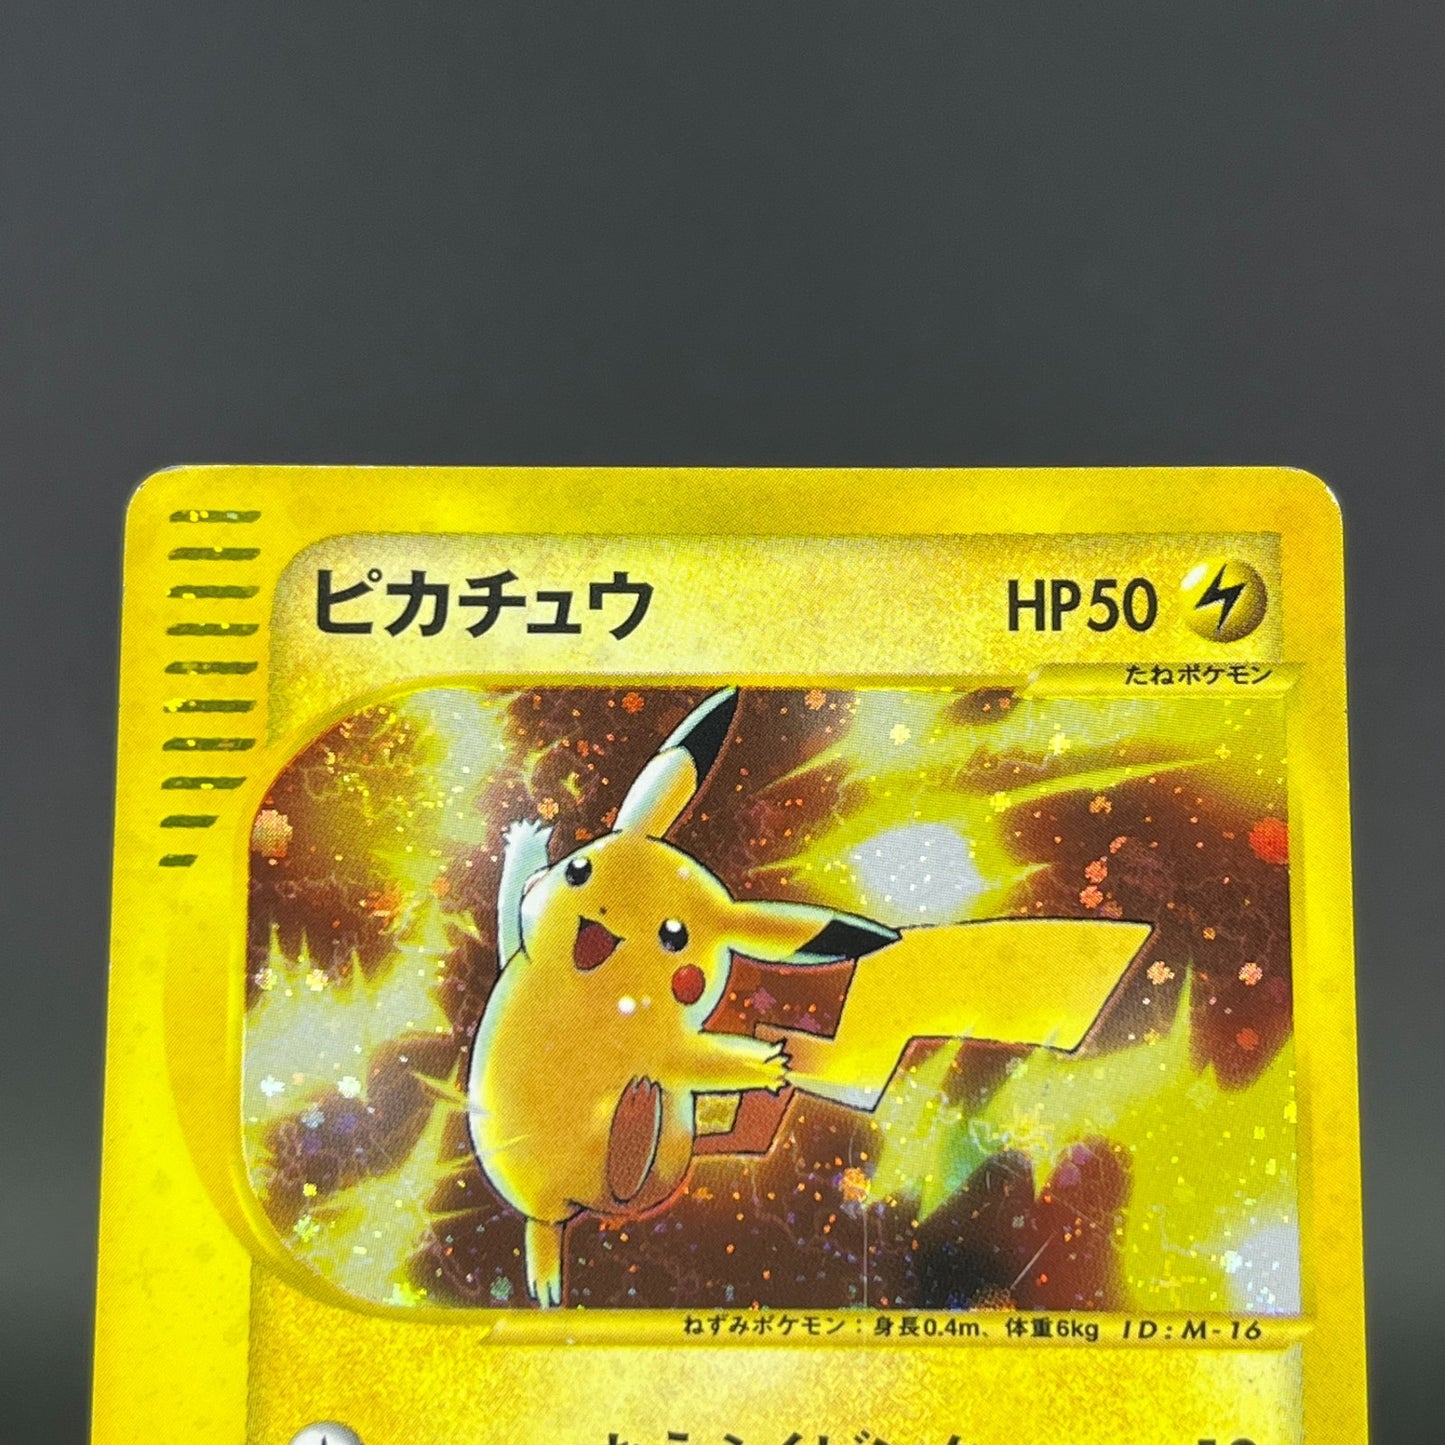 ピカチュウ HP50
たねポケモン
ねずみポケモン：身長0.4m、体重6kg ID:M-16